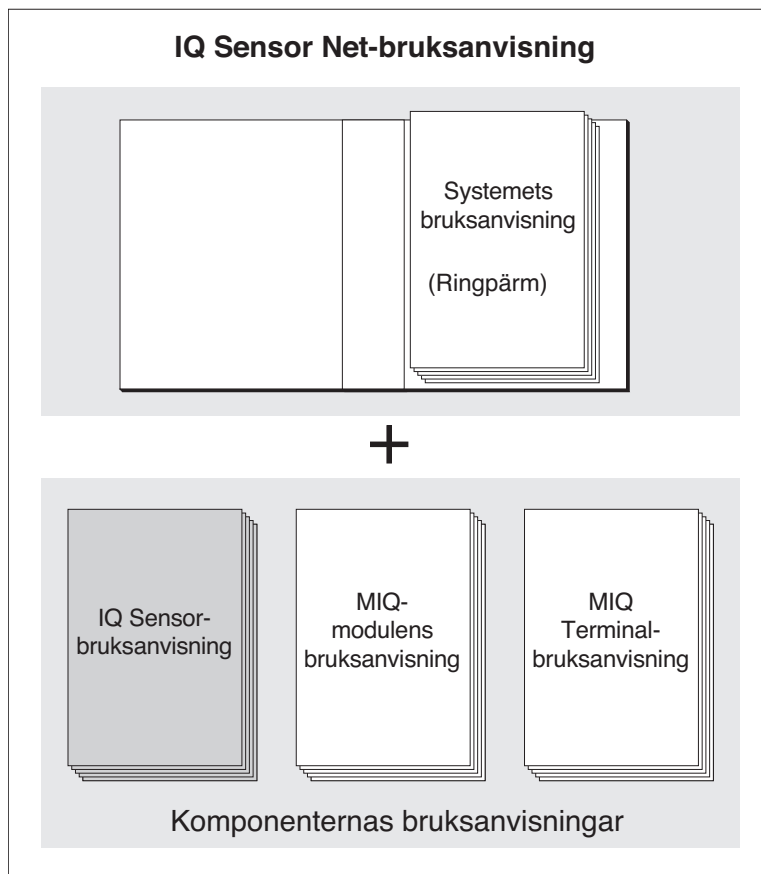 IQ Sensor Net-bruksanvisning
Systemets
bruksanvisning
(Ringpärm)
+
IQ Sensor-
bruksanvisning
MIQ-
modulens
bruksanvisning
MIQ
Terminal-
bruksanvisning
Komponenternas bruksanvisningar